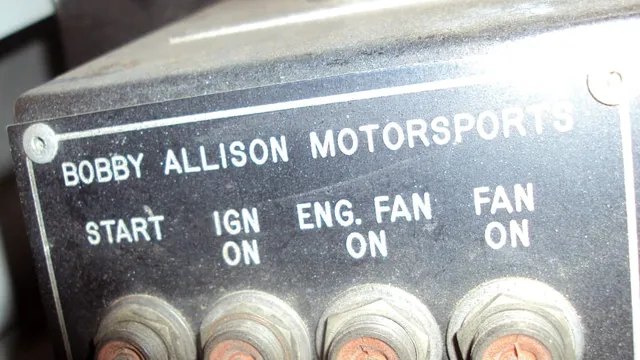 BOBBY ALLISON MOTORSPORTS
START IGN ENG. FAN FAN
ON ON ON